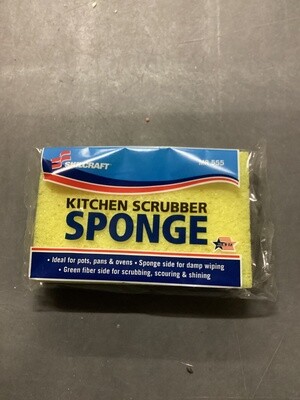 SKILCRAFT
KITCHEN SCRUBBER
SPONGE
• Ideal for pots, pans & ovens • Sponge side for damp wiping
• Green fiber side for scrubbing, scouring & shining